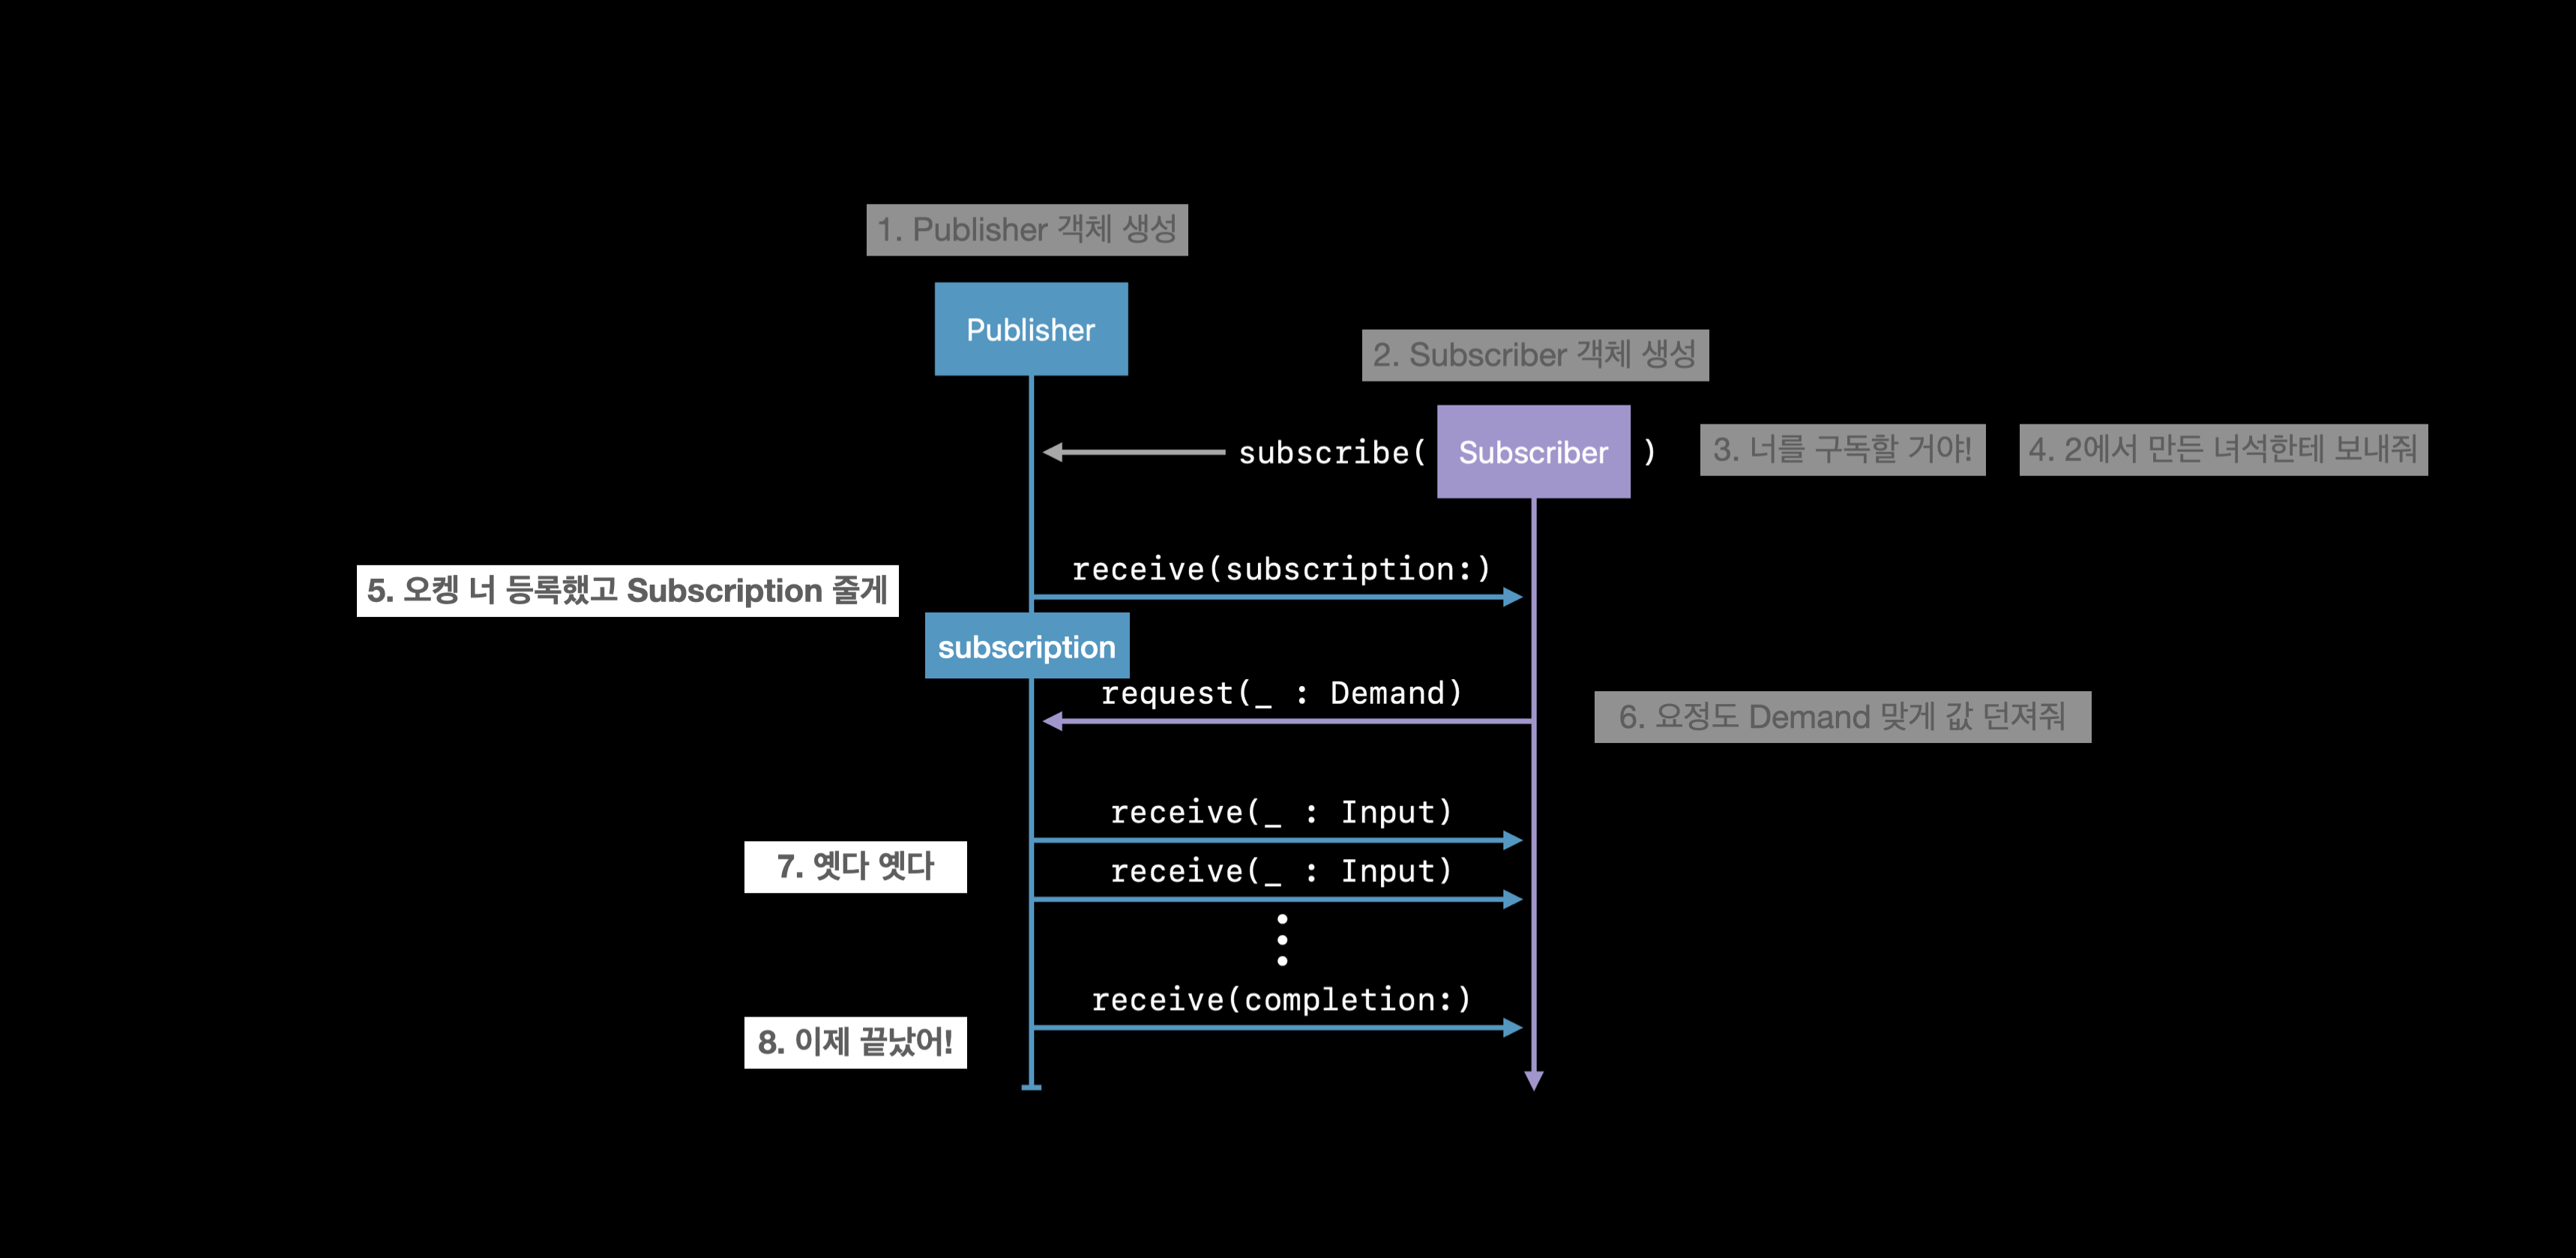 1. Publisher 객체 생성
Publisher
2. Subscriber 객체 생성
subscribe( Subscriber ) 3. 너를 구독할 거야! 4. 2에서 만든 녀석한테 보내줘
receive(subscription:)
5. 오켕 너 등록했고 Subscription 줄게
subscription
request(_ : Demand)
6. 요정도 Demand 맞게 값 던져줘
receive(_ : Input)
7. 옛다 옛다
receive(_ : Input)
receive(completion:)
8. 이제 끝났어!